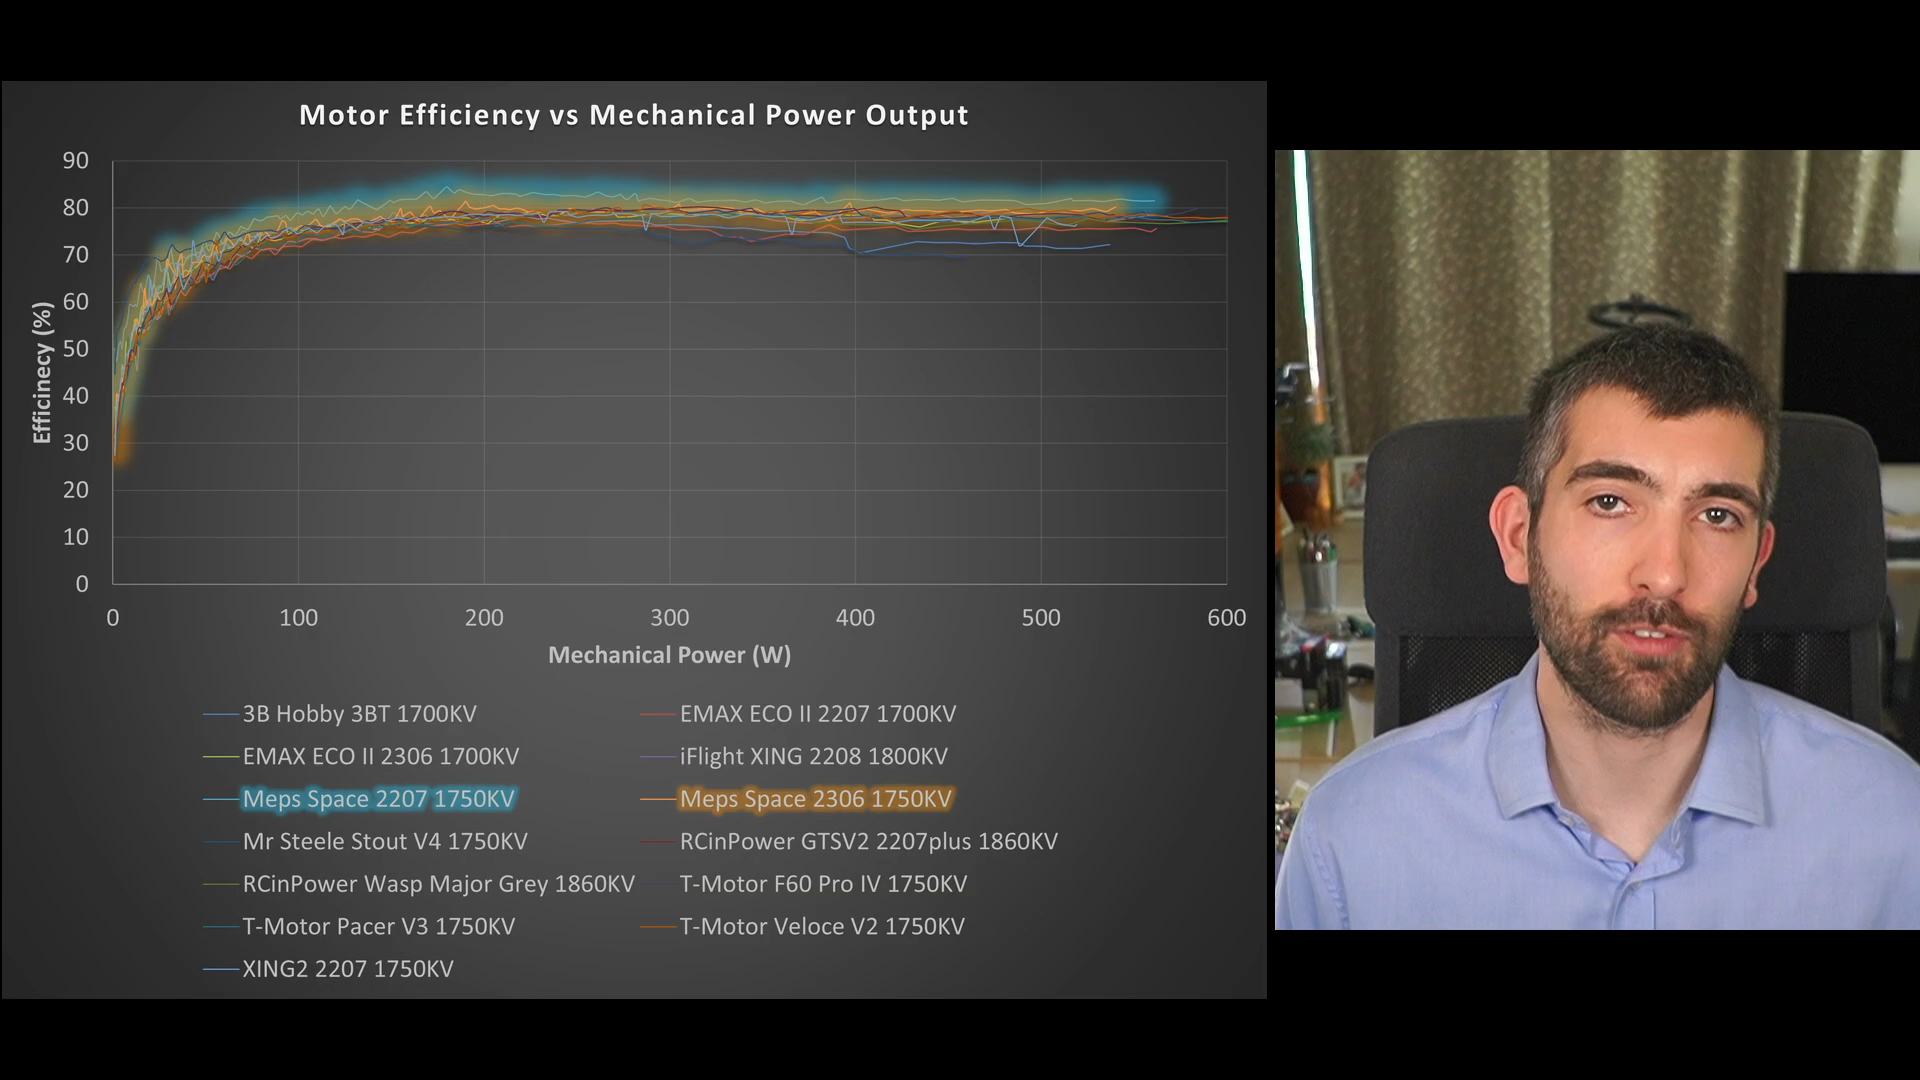 Motor Efficiency vs Mechanical Power Output
90
80
70
60
50
40
30
20
10
0
Efficinecy (%)
0 100 200 300 400 500 600
Mechanical Power (W)
3B Hobby 3BT 1700KV EMAX ECO II 2207 1700KV
EMAX ECO II 2306 1700KV iFlight XING 2208 1800KV
Meps Space 2207 1750KV Meps Space 2306 1750KV
Mr Steele Stout V4 1750KV RCinPower GTSV2 2207plus 1860KV
RCinPower Wasp Major Grey 1860KV T-Motor F60 Pro IV 1750KV
T-Motor Pacer V3 1750KV T-Motor Veloce V2 1750KV
XING2 2207 1750KV